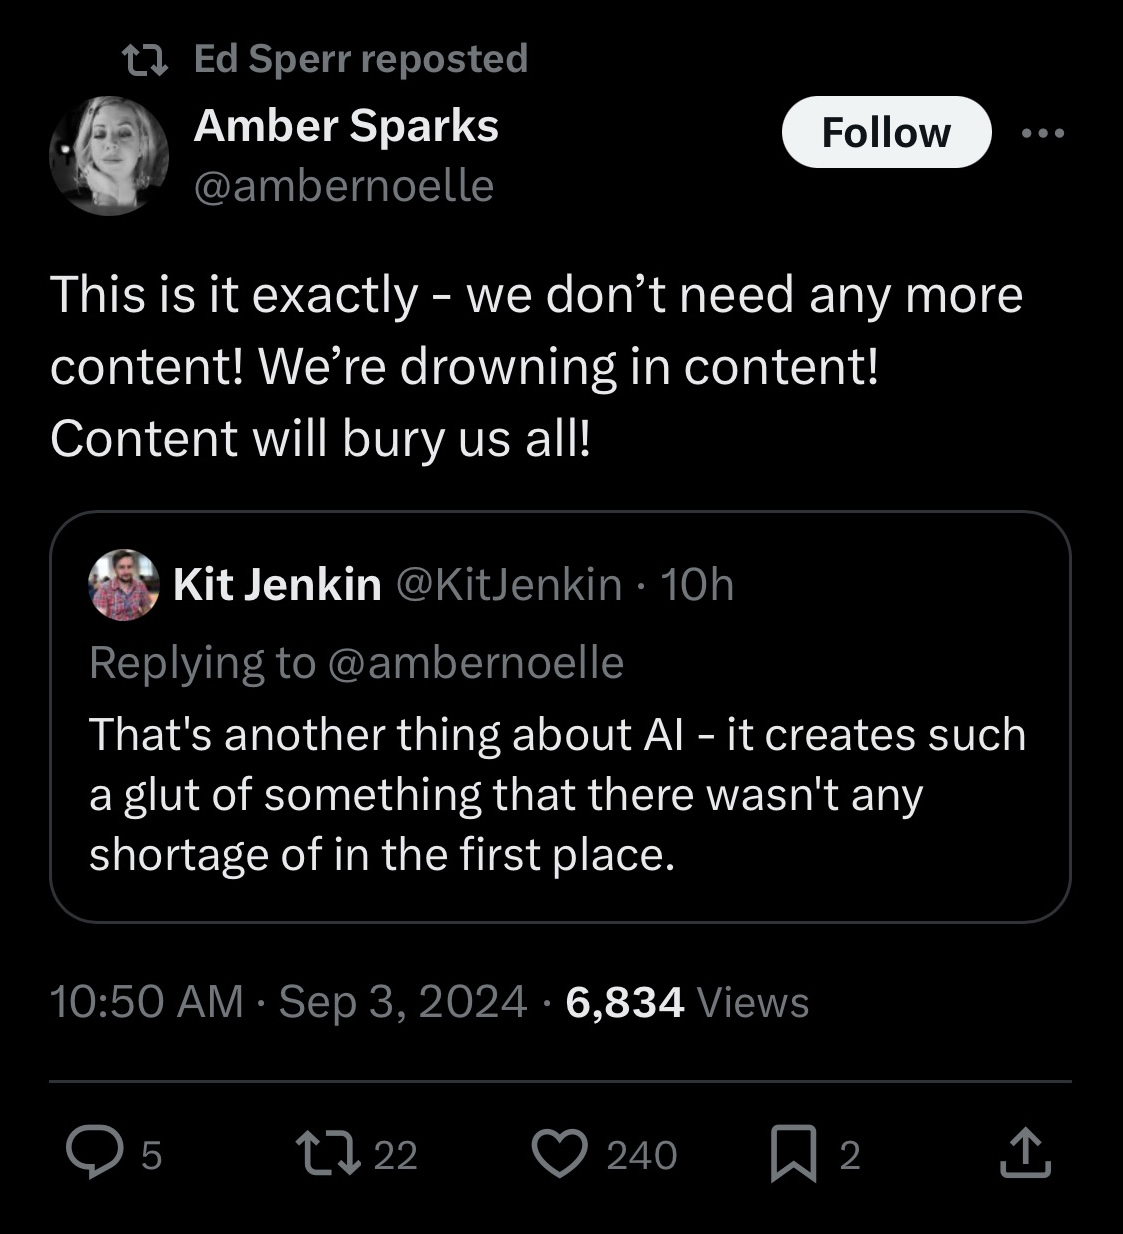 Ed Sperr reposted
Amber Sparks
@ambernoelle
Follow
This is it exactly - we don’t need any more
content! We’re drowning in content!
Content will bury us all!
Kit Jenkin @KitJenkin · 10h
Replying to @ambernoelle
That's another thing about AI - it creates such
a glut of something that there wasn't any
shortage of in the first place.
10:50 AM · Sep 3, 2024 · 6,834 Views
5 22 240 2